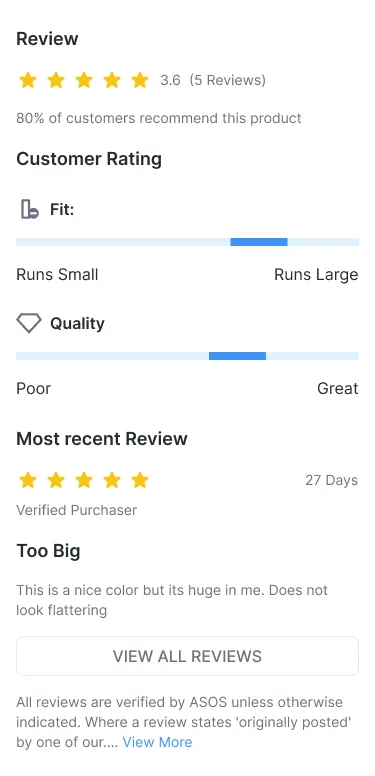 Review
3.6 (5 Reviews)
80% of customers recommend this product
Customer Rating
Fit:
Runs Small Runs Large
Quality
Poor Great
Most recent Review
27 Days
Verified Purchaser
Too Big
This is a nice color but its huge in me. Does not
look flattering
VIEW ALL REVIEWS
All reviews are verified by ASOS unless otherwise
indicated. Where a review states 'originally posted'
by one of our.... View More